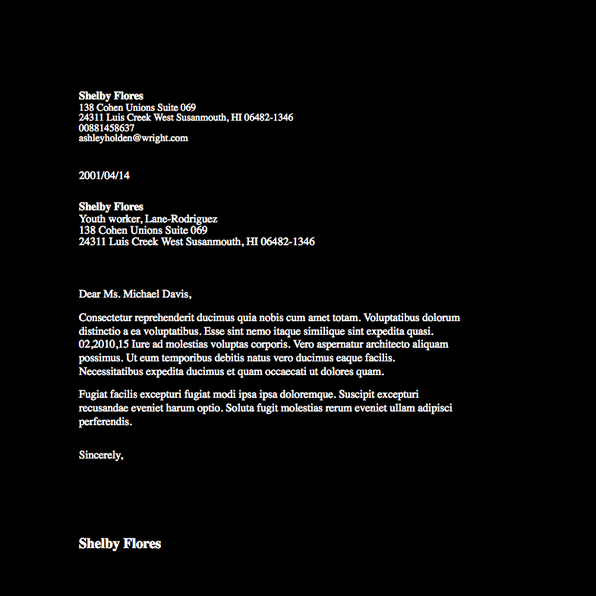 Shelby Flores
138 Cohen Unions Suite 069
24311 Luis Creek West Susanmouth, HI 06482-1346
00881458637
ashleyholden@wright.com
2001/04/14
Shelby Flores
Youth worker, Lane-Rodriguez
138 Cohen Unions Suite 069
24311 Luis Creek West Susanmouth, HI 06482-1346
Dear Ms. Michael Davis,
Consectetur reprehenderit ducimus quia nobis cum amet totam. Voluptatibus dolorum
distinctio a ea voluptatibus. Esse sint nemo itaque similique sint expedita quasi.
02,2010,15 Iure ad molestias voluptas corporis. Vero aspernatur architecto aliquam
possimus. Ut eum temporibus debitis natus vero ducimus eaque facilis.
Necessitatibus expedita ducimus et quam occaecati ut dolores quam.
Fugiat facilis excepturi fugiat modi ipsa ipsa doloremque. Suscipit excepturi
recusandae eveniet harum optio. Soluta fugit molestias rerum eveniet ullam adipisci
perferendis.
Sincerely,
Shelby Flores